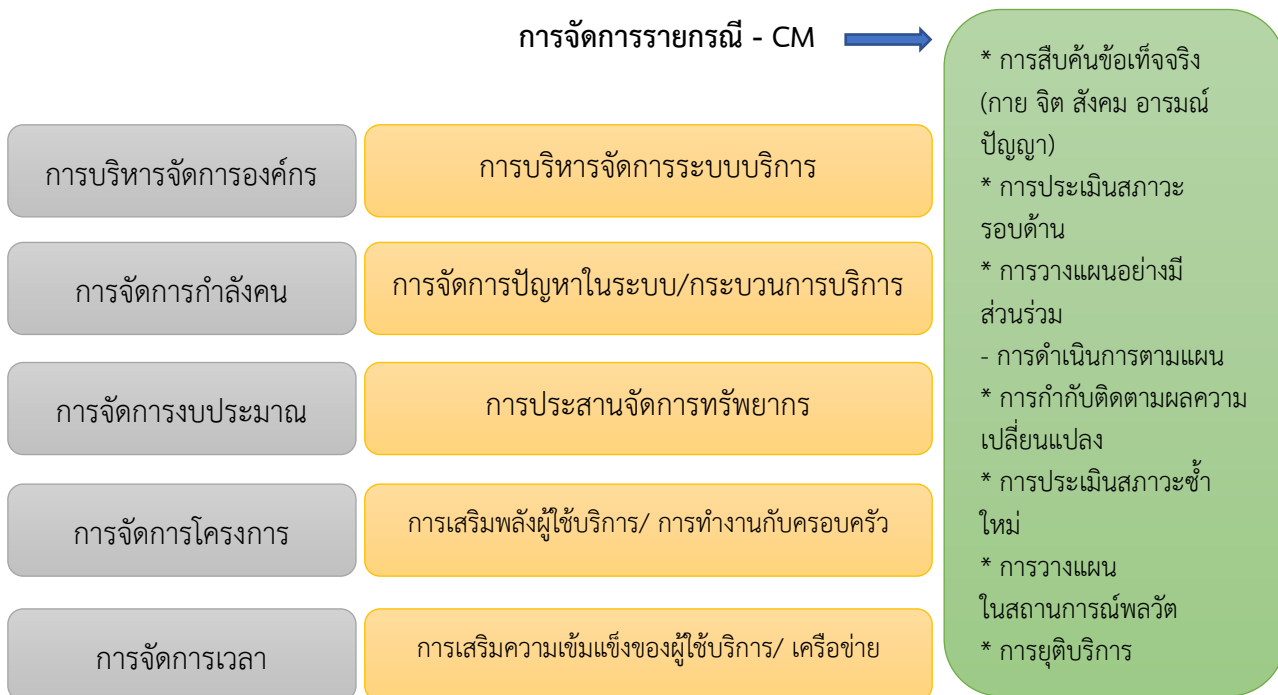 การจัดการรายกรณี - CM
การบริหารจัดการองค์กร
การบริหารจัดการระบบบริการ
การจัดการกำลังคน
การจัดการปัญหาในระบบ/กระบวนการบริการ
การจัดการงบประมาณ
การประสานจัดการทรัพยากร
การจัดการโครงการ
การเสริมพลังผู้ใช้บริการ/ การทำงานกับครอบครัว
การจัดการเวลา
การเสริมความเข้มแข็งของผู้ใช้บริการ/ เครือข่าย
* การสืบค้นข้อเท็จจริง
(กาย จิต สังคม อารมณ์
ปัญญา)
* การประเมินสภาวะ
รอบด้าน
* การวางแผนอย่างมี
ส่วนร่วม
- การดำเนินการตามแผน
* การกำกับติดตามผลความ
เปลี่ยนแปลง
* การประเมินสภาวะซ้ำ
ใหม่
* การวางแผน
ในสถานการณ์พลวัต
* การยุติบริการ